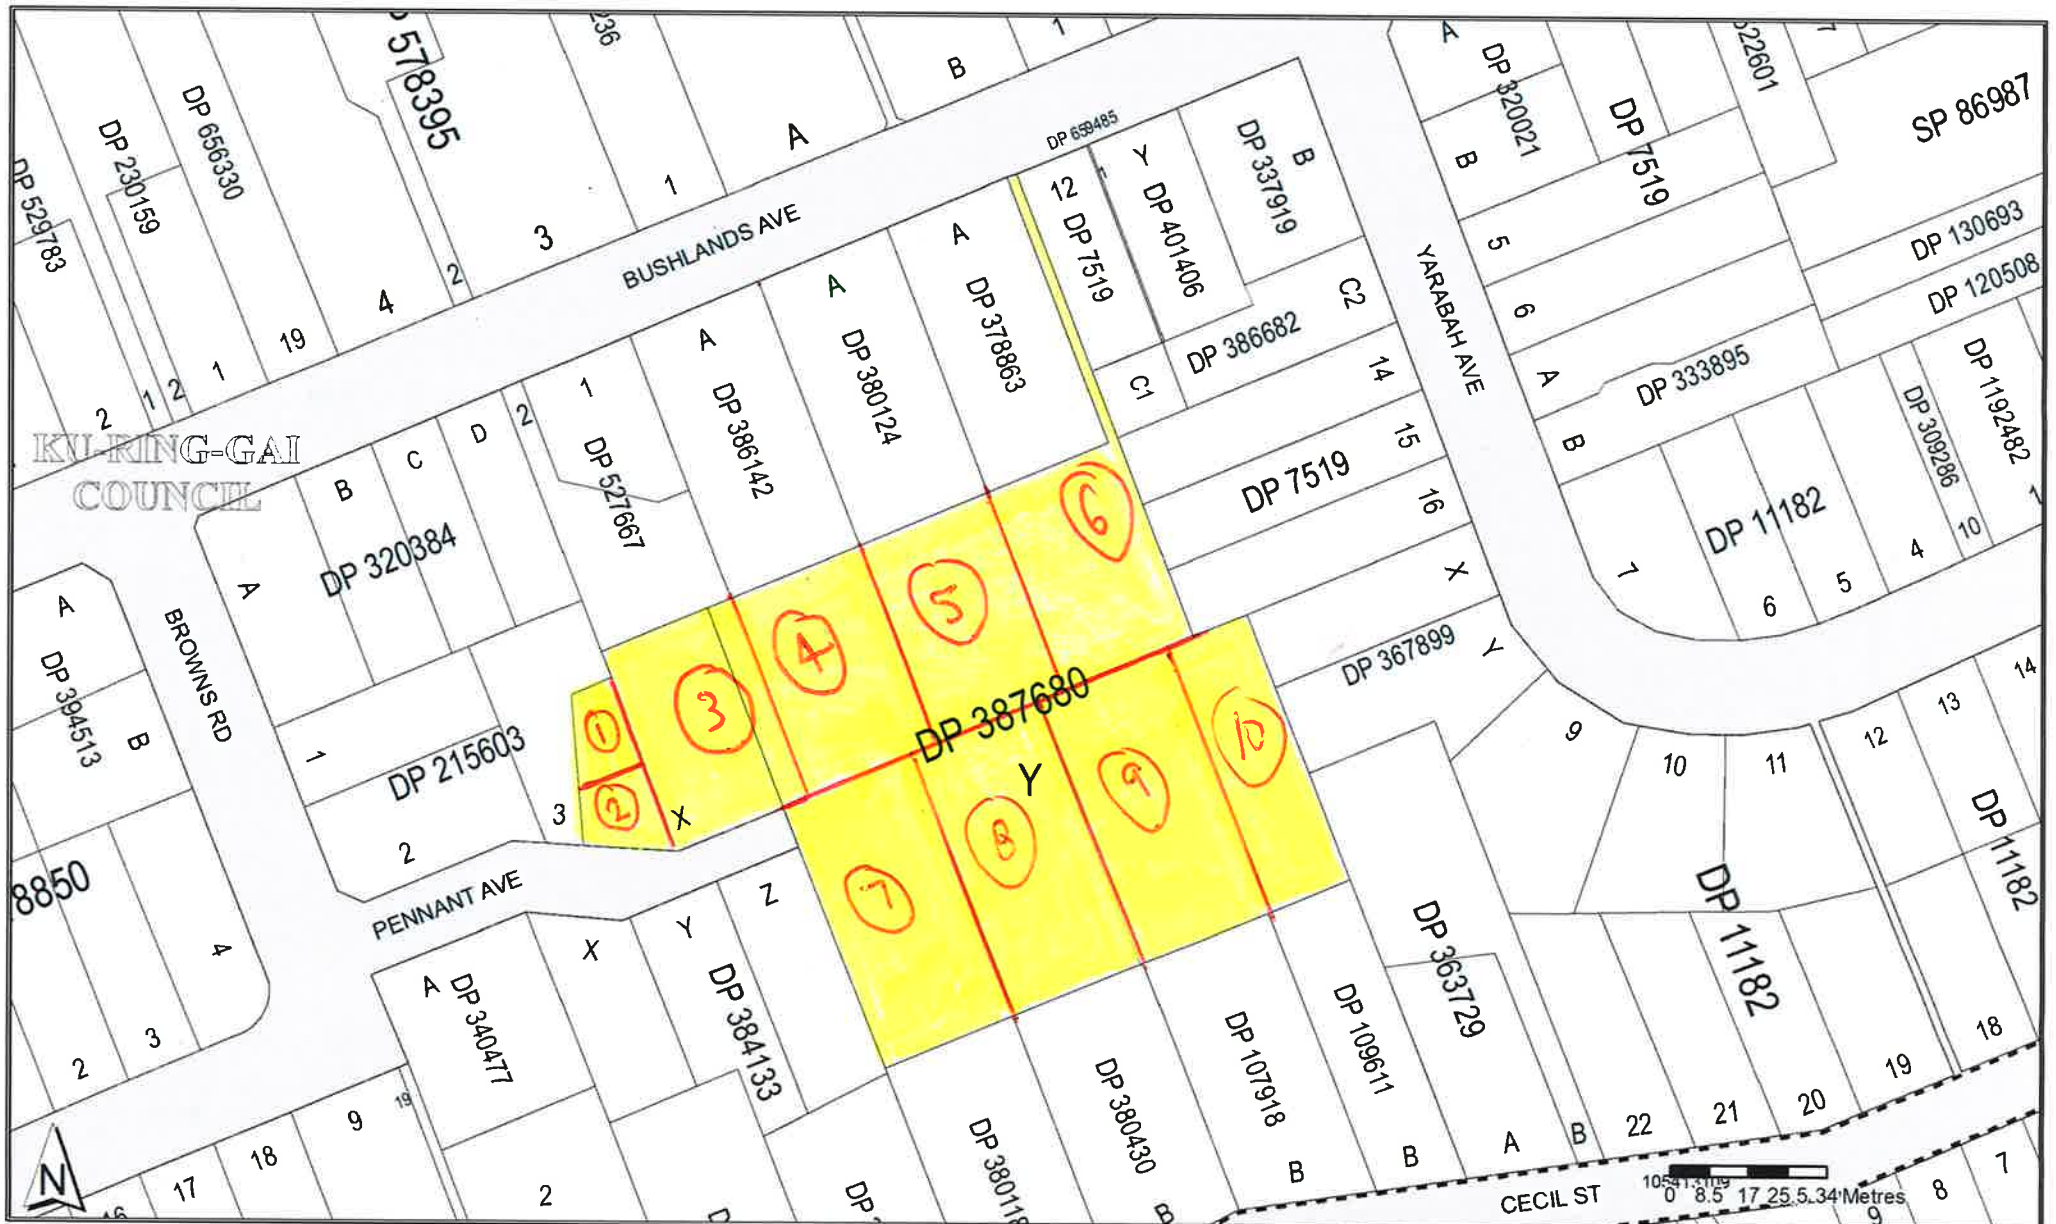 P 578395
236
B
1
A
DP 320021
522601
7
SP 86987
DP 656330
DP 230159
DP 529783
A
1
3
2
4
19
1
2
1
2
BUSHLANDS AVE
DP 659485
12
DP 7519
Y
DP 401406
B
DP 337919
B
DP 7519
5
6
DP 130693
DP 120508
YARABAH AVE
A
DP 378863
A
DP 380124
A
DP 386142
1
2
DP 527667
D
C
B
A
DP 320384
KU-RING-GAI
COUNCIL
C1
DP 386682
C2
14
15
DP 7519
16
X
A
DP 333895
B
DP 309286
DP 1192482
DP 11182
7
6
5
4
10
1
A
DP 394513
B
BROWNS RD
1
DP 215603
2
3
1
2
3
X
4
5
6
DP 387680
Y
7
8
9
10
DP 367899
Y
9
10
11
12
13
14
DP 11182
8850
4
3
2
PENNANT AVE
A
DP 340477
X
Y
Z
DP 384133
DP 363729
DP 11182
DP 109611
DP 107918
DP 380430
DP 380118
16
17
18
9
19
2
B
B
B
A
B
22
21
20
19
18
N
CECIL ST
0 8.5 17 25.5 34 Metres
9
8
7